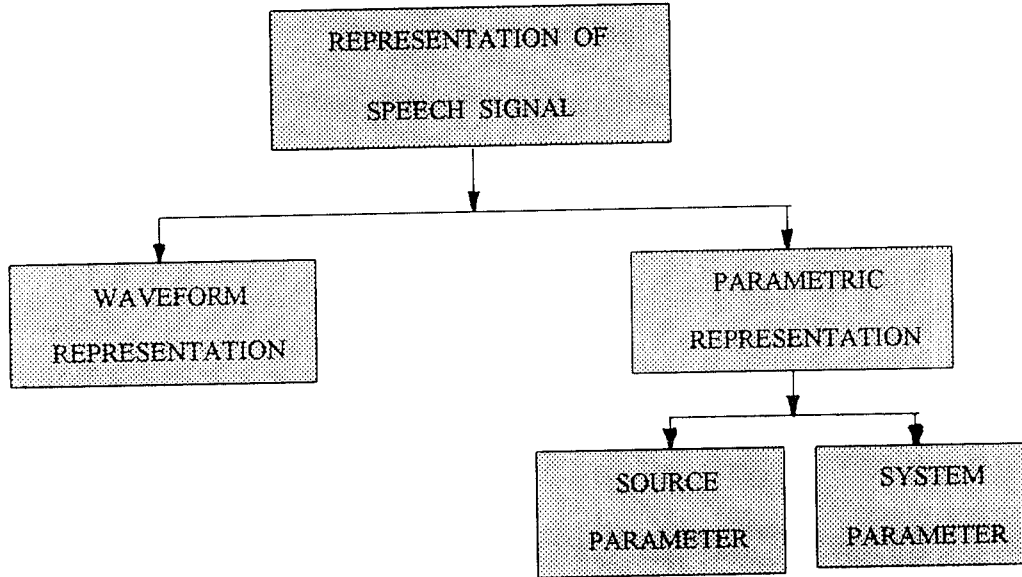 REPRESENTATION OF
SPEECH SIGNAL
WAVEFORM
REPRESENTATION
PARAMETRIC
REPRESENTATION
SOURCE
PARAMETER
SYSTEM
PARAMETER